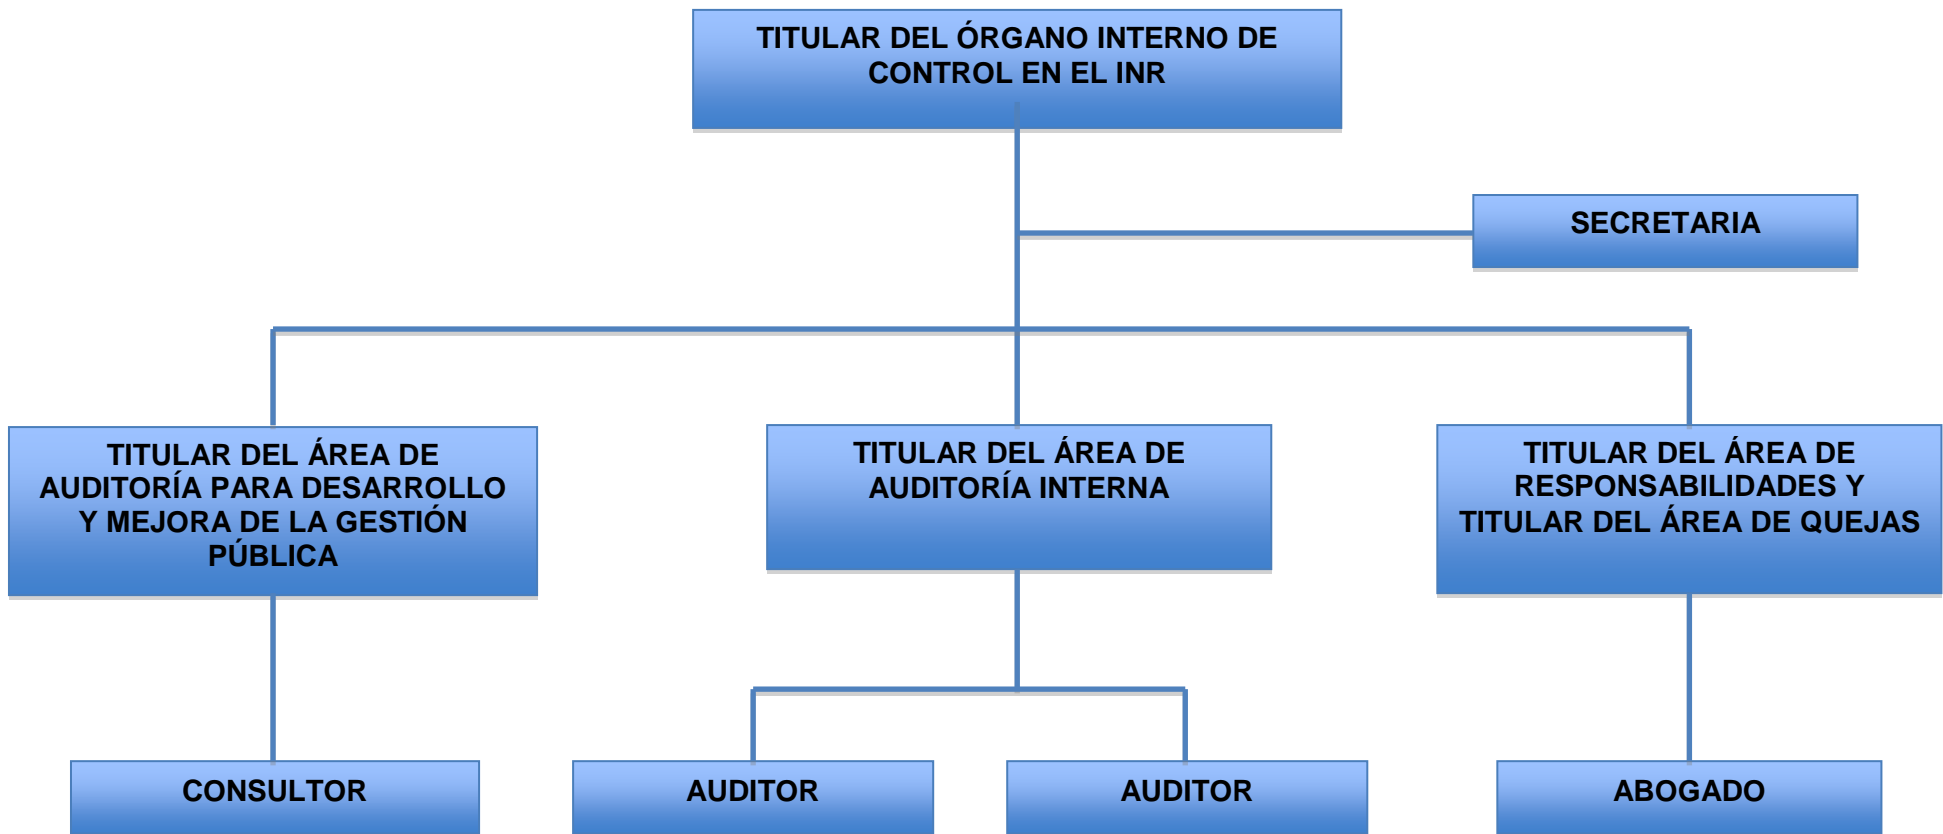 TITULAR DEL ÓRGANO INTERNO DE
CONTROL EN EL INR
SECRETARIA
TITULAR DEL ÁREA DE
AUDITORÍA PARA DESARROLLO
Y MEJORA DE LA GESTIÓN
PÚBLICA
TITULAR DEL ÁREA DE
AUDITORÍA INTERNA
TITULAR DEL ÁREA DE
RESPONSABILIDADES Y
TITULAR DEL ÁREA DE QUEJAS
CONSULTOR
AUDITOR
AUDITOR
ABOGADO